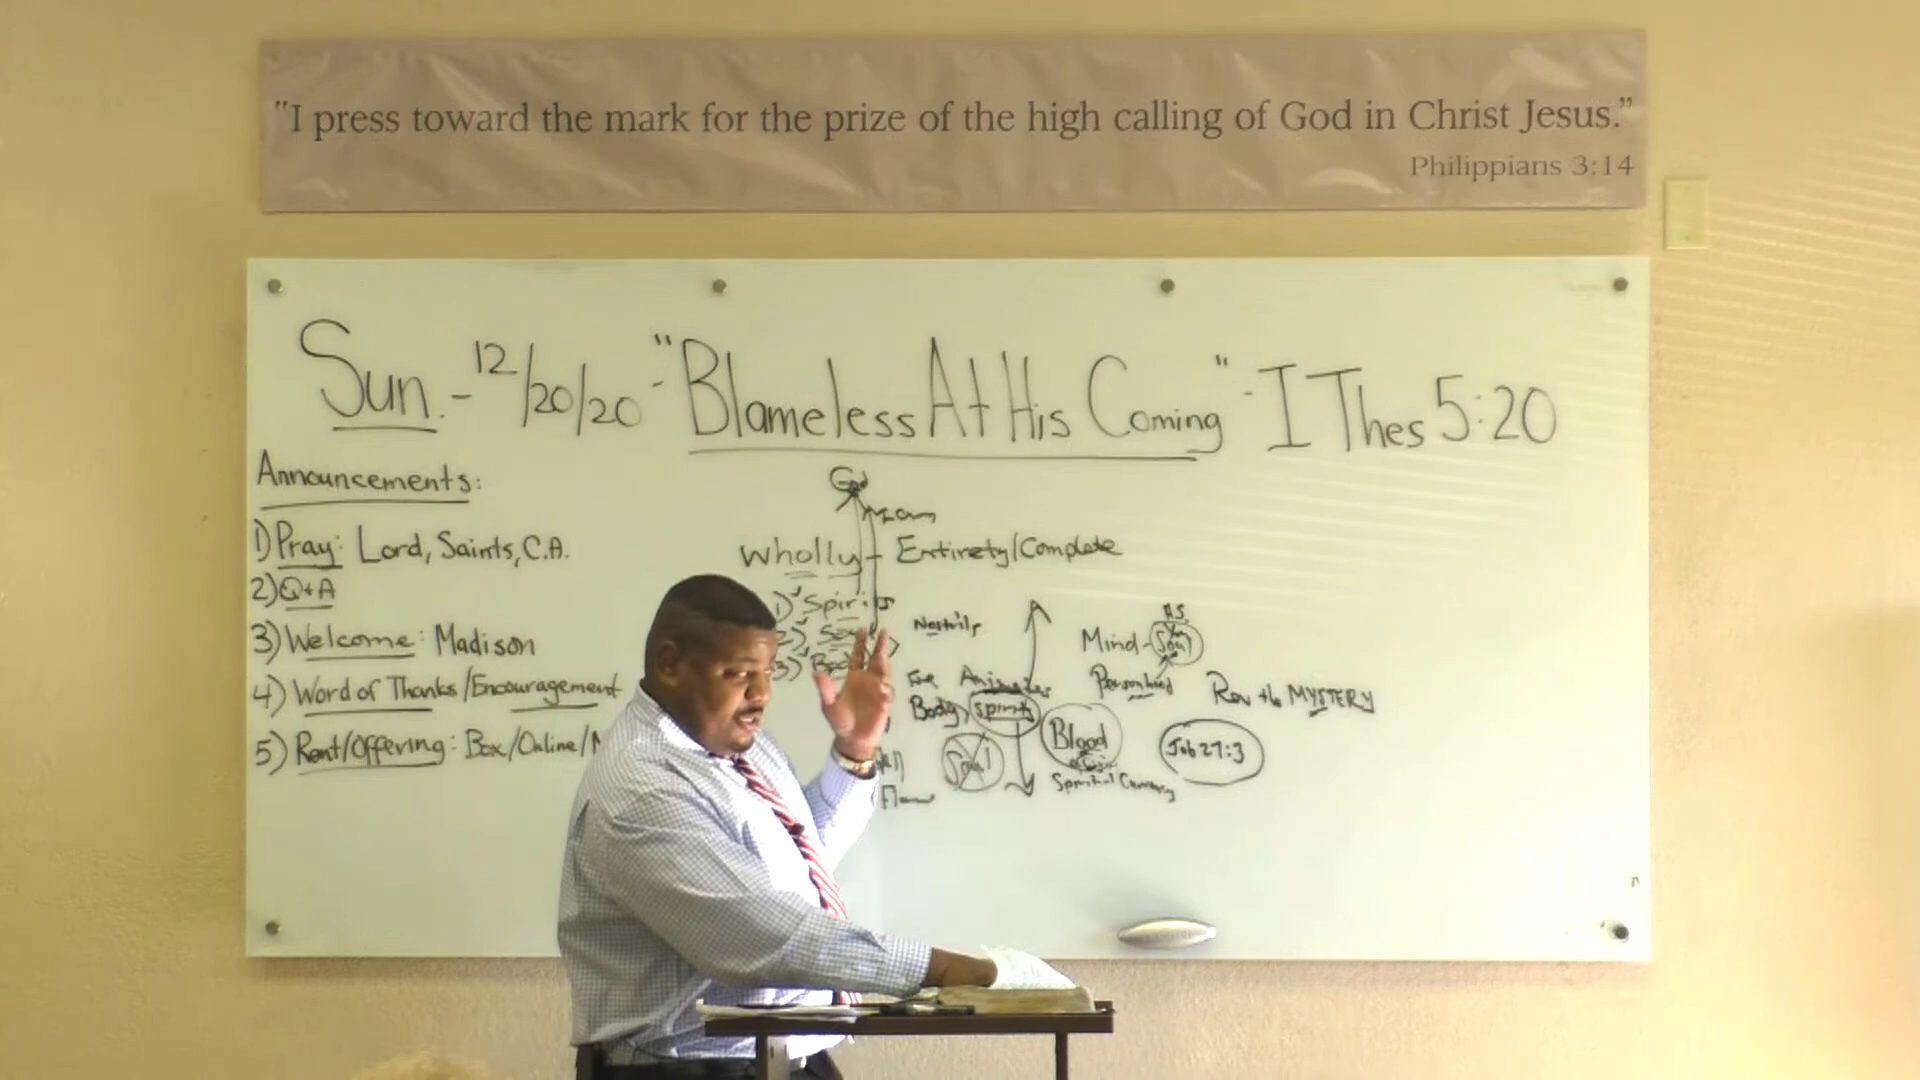 "I press toward the mark for the prize of the high calling of God in Christ Jesus."
Philippians 3:14
Sun. - 12/20/20 - "Blameless At His Coming" - I Thes 5:20
Announcements:
1) Pray: Lord, Saints, C.A.
2) Q+A
3) Welcome: Madison
4) Word of Thanks/Encouragement
5) Rent/Offering: Box/Online/
God
Wholly - Entirety/Complete
1) Spirit
2)
3)
Nostrils
Body, spirit
Soul
Blood
Mind - Soul
Personhood
Rev the MYSTERY
Job 27:3